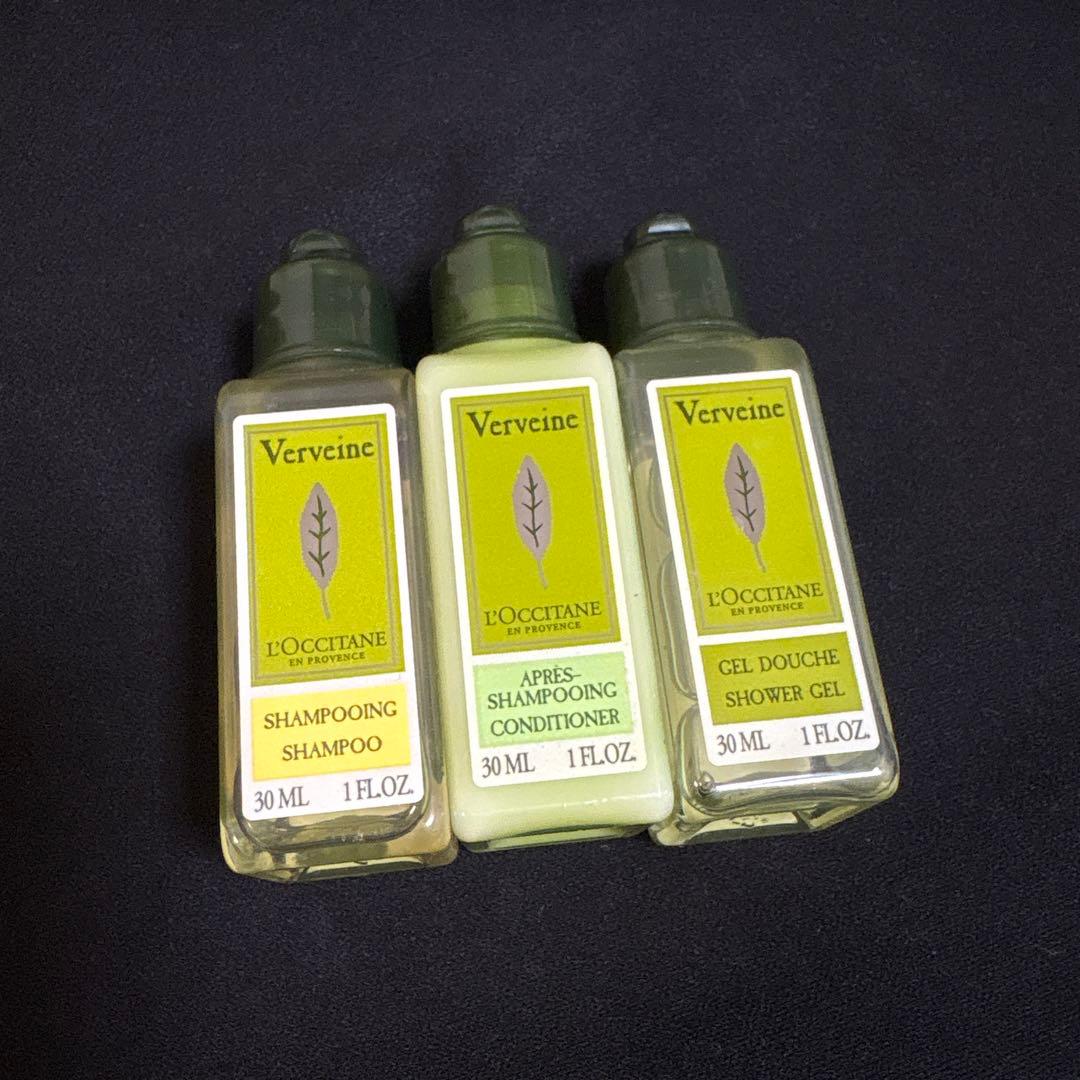 Verveine
L'OCCITANE
EN PROVENCE
SHAMPOOING
SHAMPOO
30 ML 1 FL.OZ.
Verveine
L'OCCITANE
EN PROVENCE
APRÈS-
SHAMPOOING
CONDITIONER
30 ML 1 FL.OZ.
Verveine
L'OCCITANE
EN PROVENCE
GEL DOUCHE
SHOWER GEL
30 ML 1 FL.OZ.